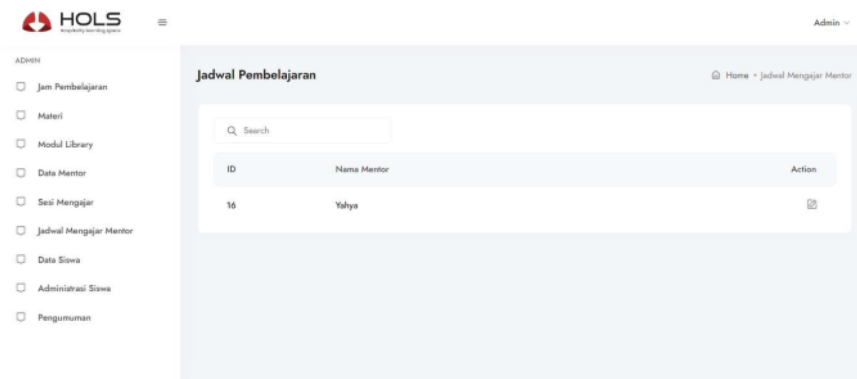 HOLS
Admin
ADMIN
Jam Pembelajaran
Materi
Modul Library
Data Mentor
Sesi Mengajar
Jadwal Mengajar Mentor
Data Siswa
Administrasi Siswa
Pengumuman
Jadwal Pembelajaran
Home • Jadwal Mengajar Mentor
Search
ID Nama Mentor Action
16 Yahya